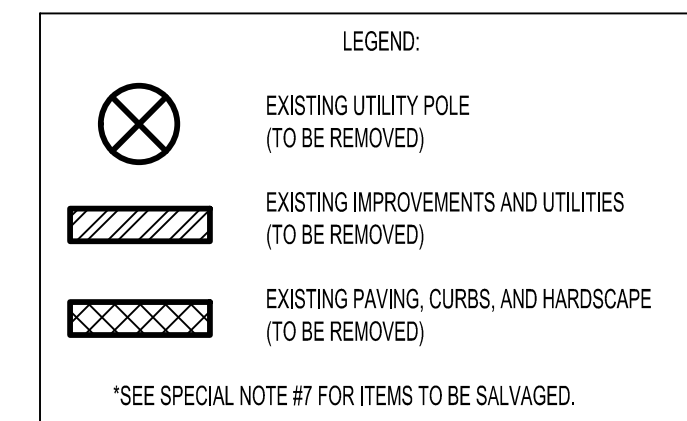 LEGEND:
EXISTING UTILITY POLE
(TO BE REMOVED)
EXISTING IMPROVEMENTS AND UTILITIES
(TO BE REMOVED)
EXISTING PAVING, CURBS, AND HARDSCAPE
(TO BE REMOVED)
*SEE SPECIAL NOTE #7 FOR ITEMS TO BE SALVAGED.